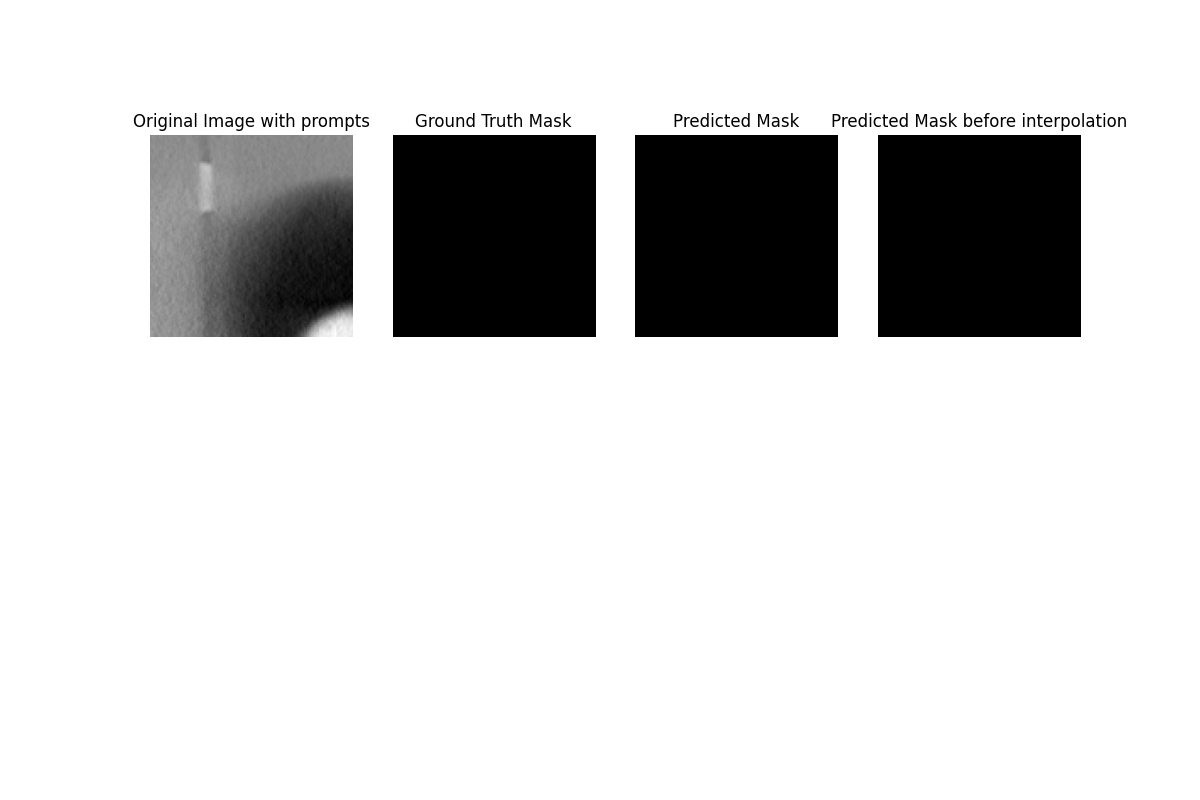 Original Image with prompts
Ground Truth Mask
Predicted Mask
Predicted Mask before interpolation